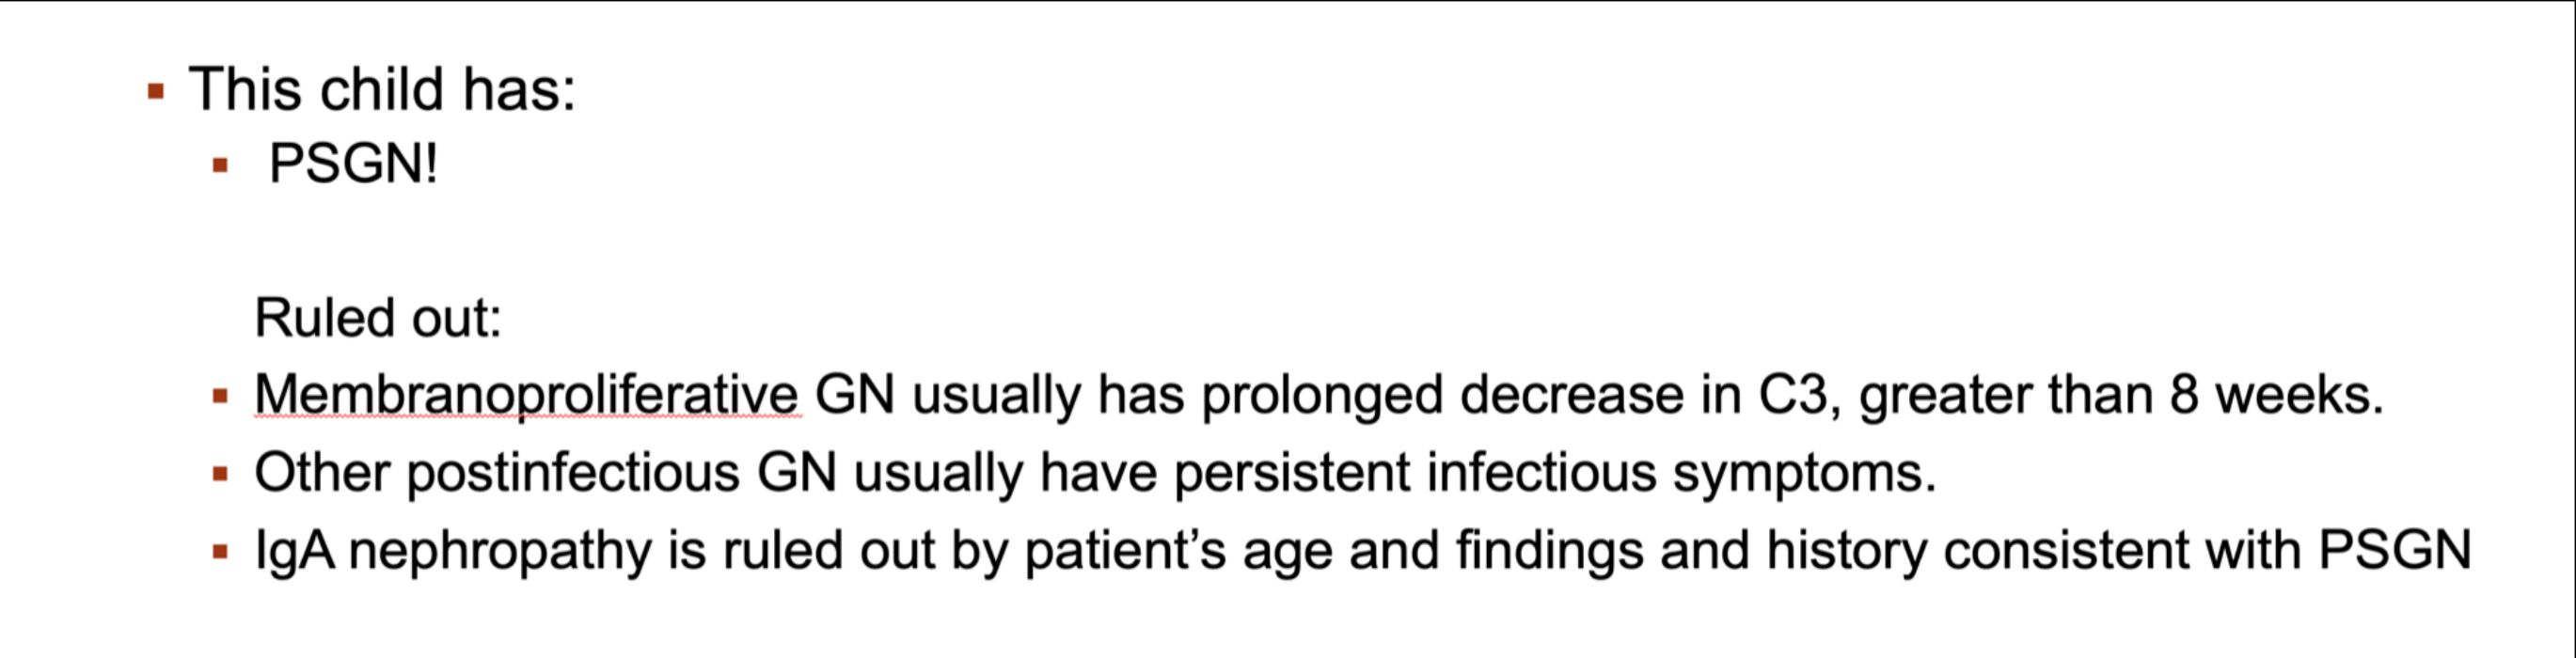 This child has:
PSGN!
Ruled out:
Membranoproliferative GN usually has prolonged decrease in C3, greater than 8 weeks.
Other postinfectious GN usually have persistent infectious symptoms.
IgA nephropathy is ruled out by patient’s age and findings and history consistent with PSGN